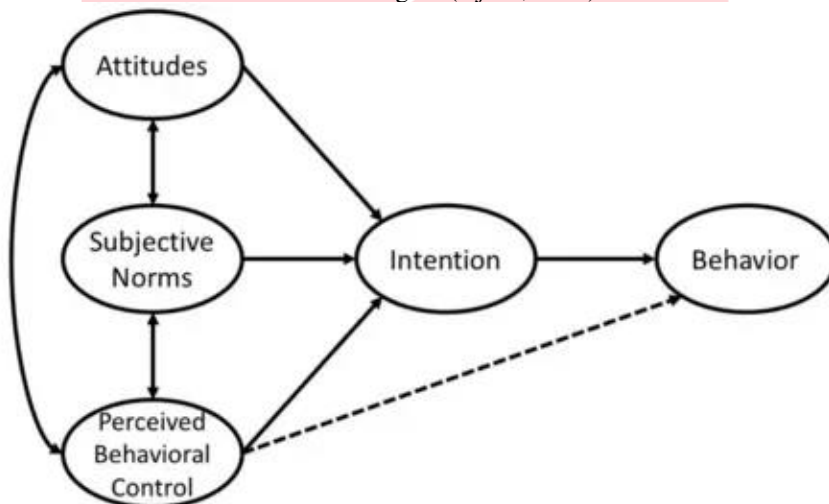 Attitudes
Subjective
Norms
Intention
Behavior
Perceived
Behavioral
Control